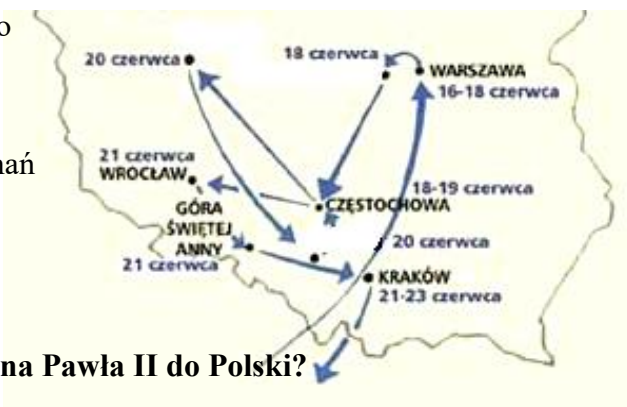 o
20 czerwca
18 czerwca
WARSZAWA
16-18 czerwca
nań
21 czerwca
WROCŁAW
18-19 czerwca
GÓRA
ŚWIĘTEJ
ANNY
CZĘSTOCHOWA
21 czerwca
20 czerwca
KRAKÓW
21-23 czerwca
na Pawła II do Polski?